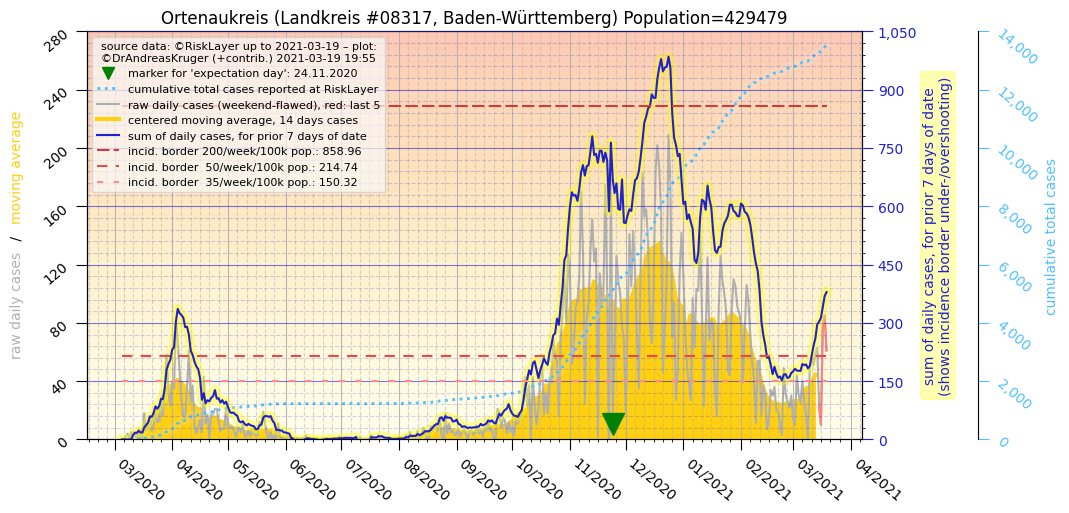 Ortenaukreis (Landkreis #08317, Baden-Württemberg) Population=429479
source data: ©RiskLayer up to 2021-03-19 – plot:
©DrAndreasKruger (+contrib.) 2021-03-19 19:55
marker for 'expectation day': 24.11.2020
cumulative total cases reported at RiskLayer
raw daily cases (weekend-flawed), red: last 5
centered moving average, 14 days cases
sum of daily cases, for prior 7 days of date
incid. border 200/week/100k pop.: 858.96
incid. border  50/week/100k pop.: 214.74
incid. border  35/week/100k pop.: 150.32
raw daily cases / moving average
280
240
200
160
120
80
40
0
03/2020
04/2020
05/2020
06/2020
07/2020
08/2020
09/2020
10/2020
11/2020
12/2020
01/2021
02/2021
03/2021
04/2021
1,050
900
750
600
450
300
150
0
sum of daily cases, for prior 7 days of date
(shows incidence border under-/overshooting)
14,000
12,000
10,000
8,000
6,000
4,000
2,000
0
cumulative total cases